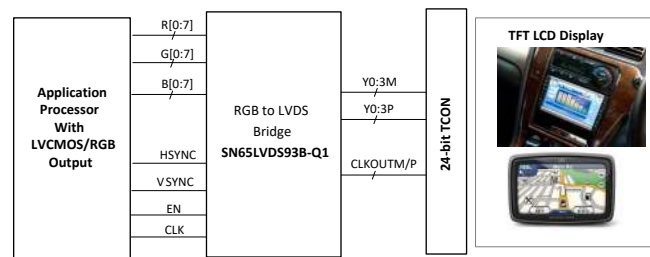 Application
Processor
With
LVCMOS/RGB
Output
R[0:7]
G[0:7]
B[0:7]
HSYNC
VSYNC
EN
CLK
RGB to LVDS
Bridge
SN65LVDS93B-Q1
Y0:3M
Y0:3P
CLKOUTM/P
24-bit TCON
TFT LCD Display